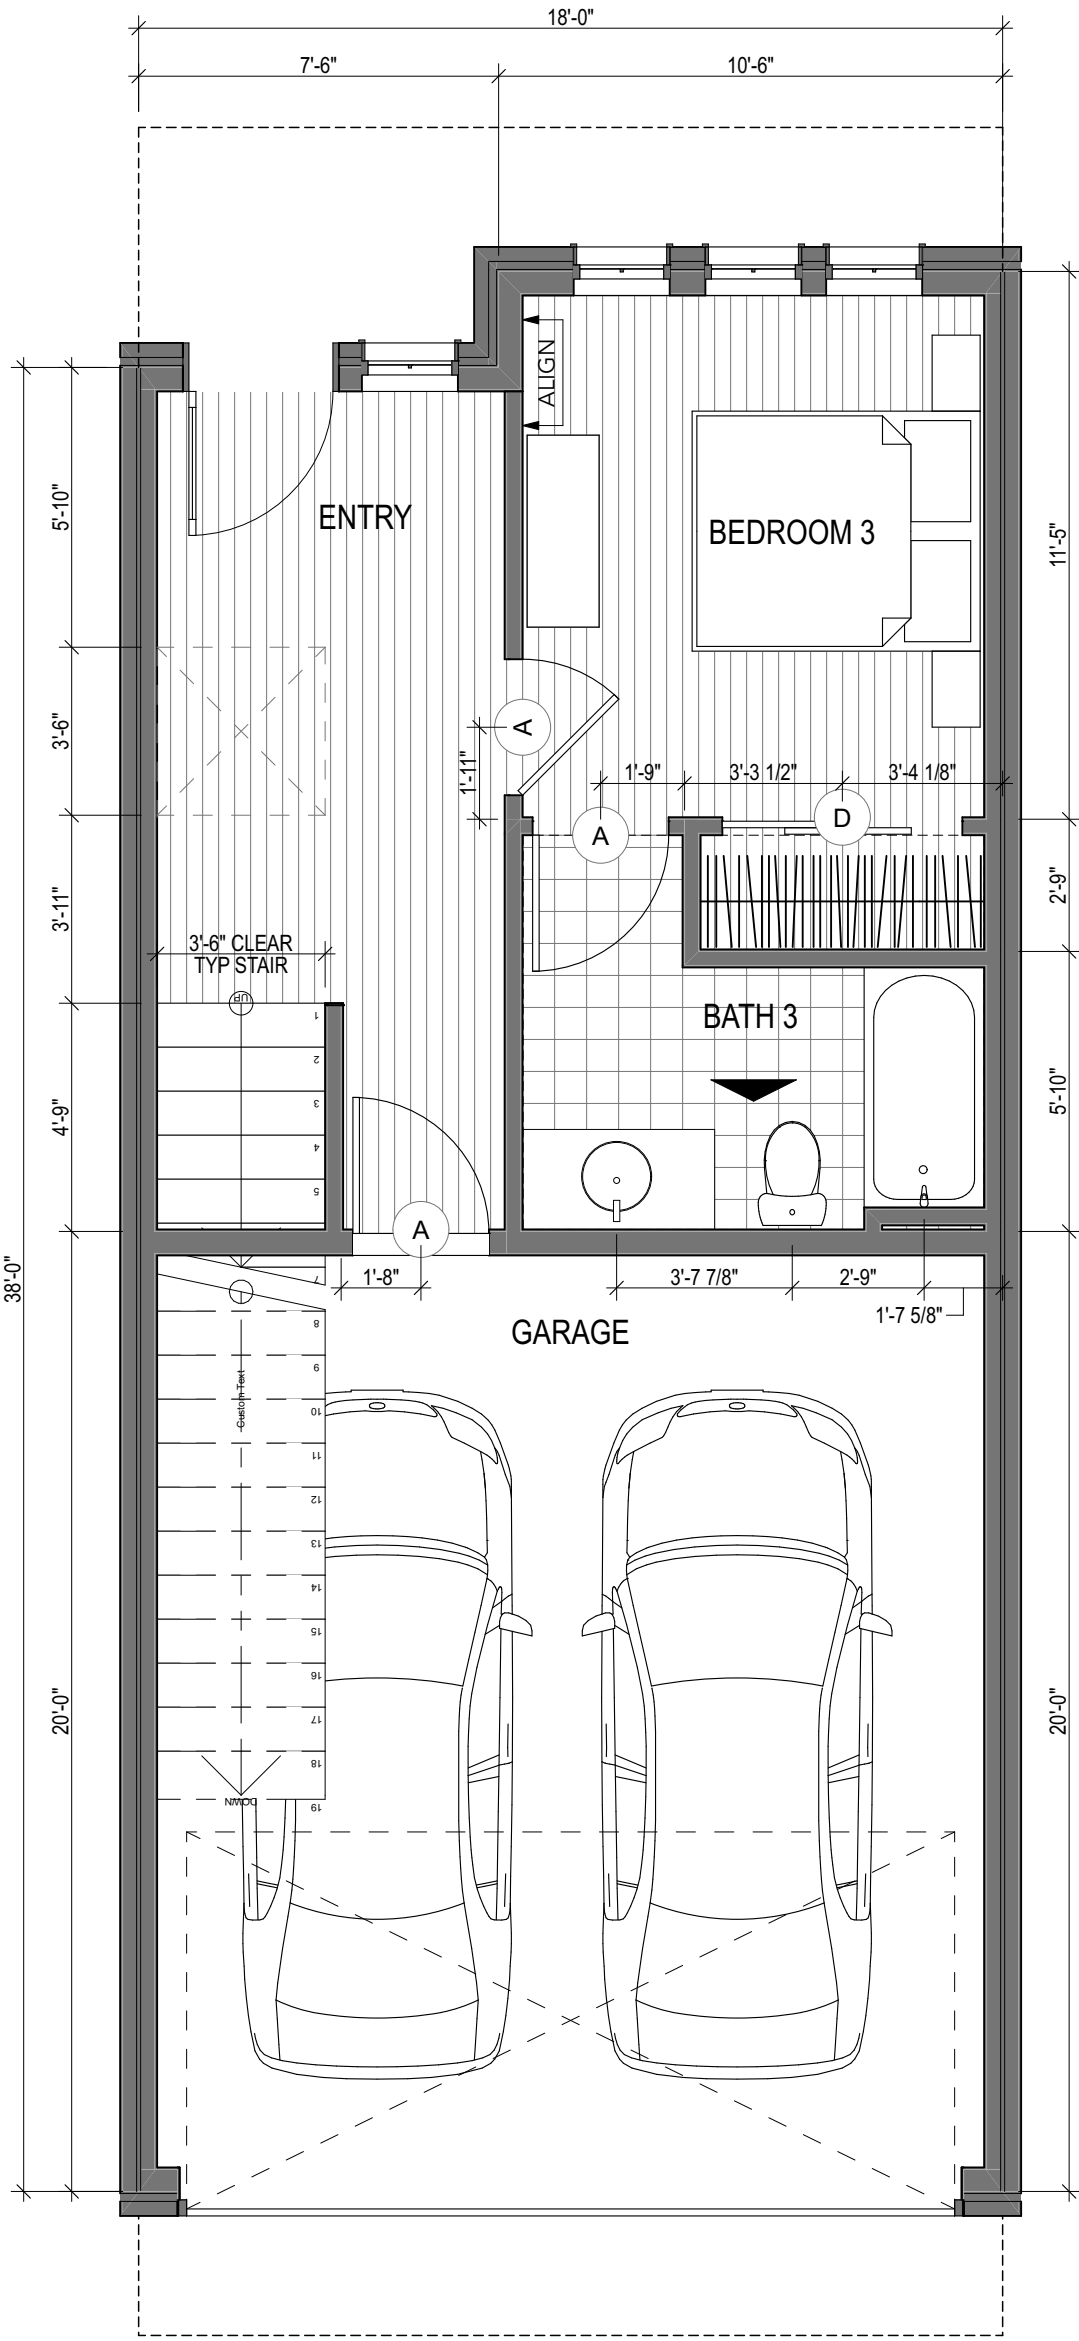 18'-0"
7'-6"
10'-6"
ALIGN
ENTRY
BEDROOM 3
5'-10"
11'-5"
3'-6"
A
1'-11"
1'-9"
3'-3 1/2"
3'-4 1/8"
A
D
3'-11"
2'-9"
3'-6" CLEAR
TYP STAIR
UP
BATH 3
1
2
3
4
5
4'-9"
5'-10"
A
38'-0"
7
1'-8"
3'-7 7/8"
2'-9"
1'-7 5/8"
GARAGE
8
9
Custom Text
10
11
12
13
14
15
16
17
18
19
DOWN
20'-0"
20'-0"